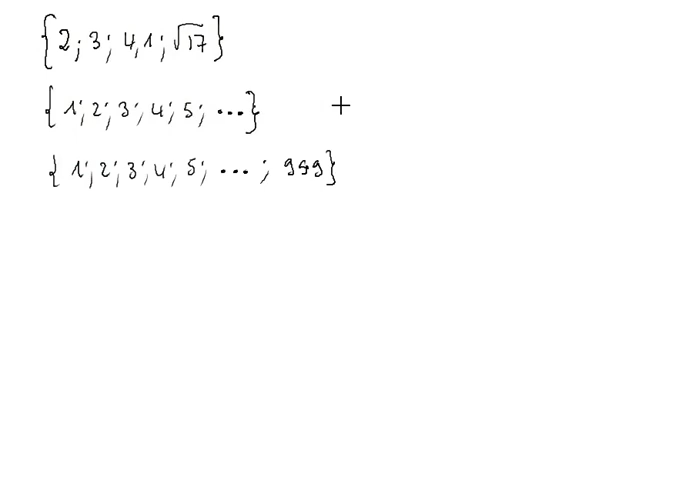 {2; 3; 4,1; √17}
{1; 2; 3; 4; 5; ...} +
{1; 2; 3; 4; 5; ...; 999}